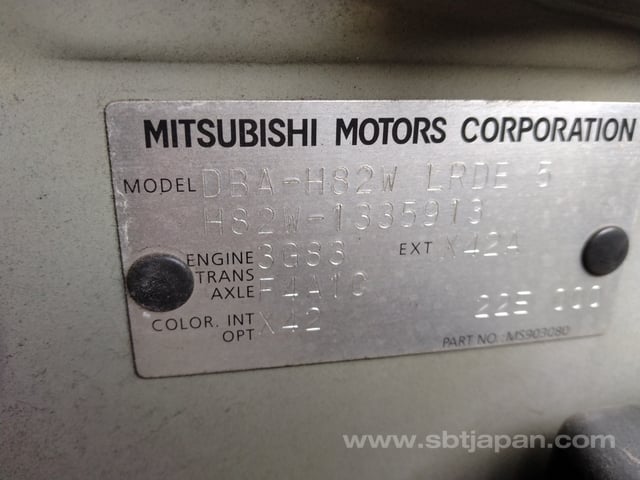 MITSUBISHI MOTORS CORPORATION
MODEL DBA-H82W LRDE 5
H82W-1335913
ENGINE 3G83 EXT X42A
TRANS AXLE F4A1C
COLOR. INT OPT X42 22E 000
PART NO. MS903080
www.sbtjapan.com